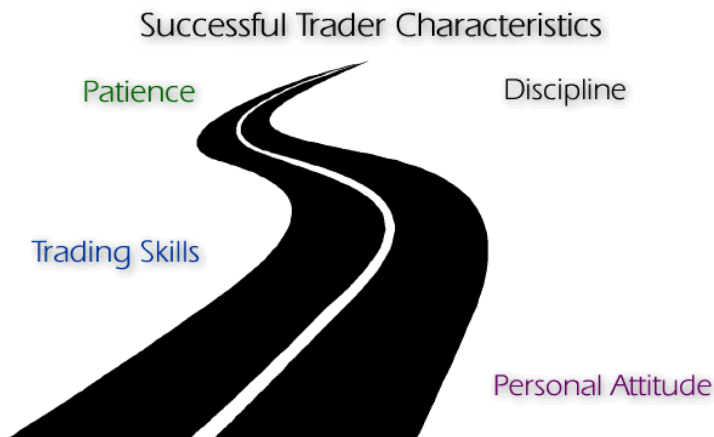 Successful Trader Characteristics
Patience
Discipline
Trading Skills
Personal Attitude